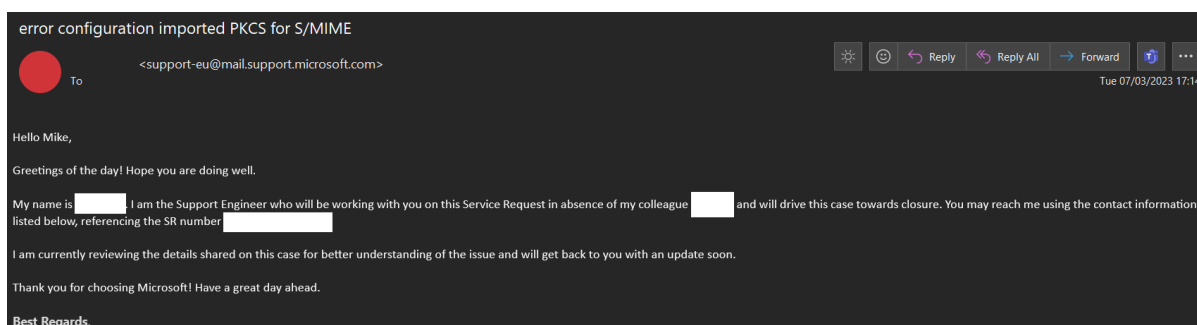 error configuration imported PKCS for S/MIME
<support-eu@mail.support.microsoft.com>
To
Reply
Reply All
Forward
Tue 07/03/2023 17:14
Hello Mike,
Greetings of the day! Hope you are doing well.
My name is . I am the Support Engineer who will be working with you on this Service Request in absence of my colleague and will drive this case towards closure. You may reach me using the contact information
listed below, referencing the SR number
I am currently reviewing the details shared on this case for better understanding of the issue and will get back to you with an update soon.
Thank you for choosing Microsoft! Have a great day ahead.
Best Regards,